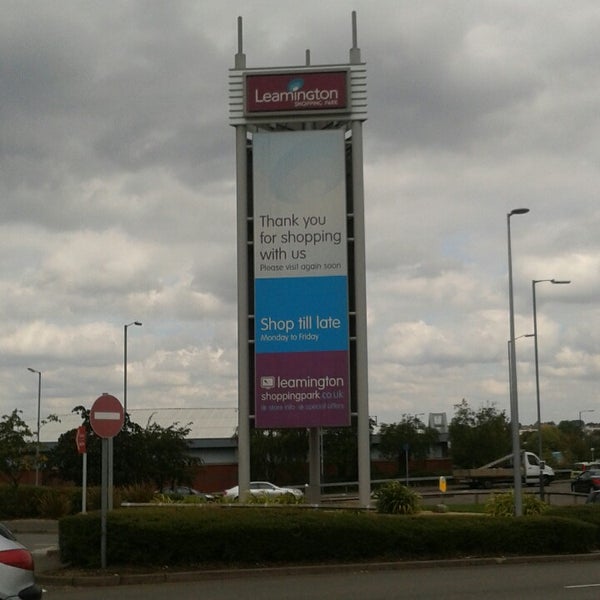 Leamington
SHOPPING PARK
Thank you
for shopping
with us
Please visit again soon
Shop till late
Monday to Friday
leamington
shoppingpark.co.uk
store info special offers